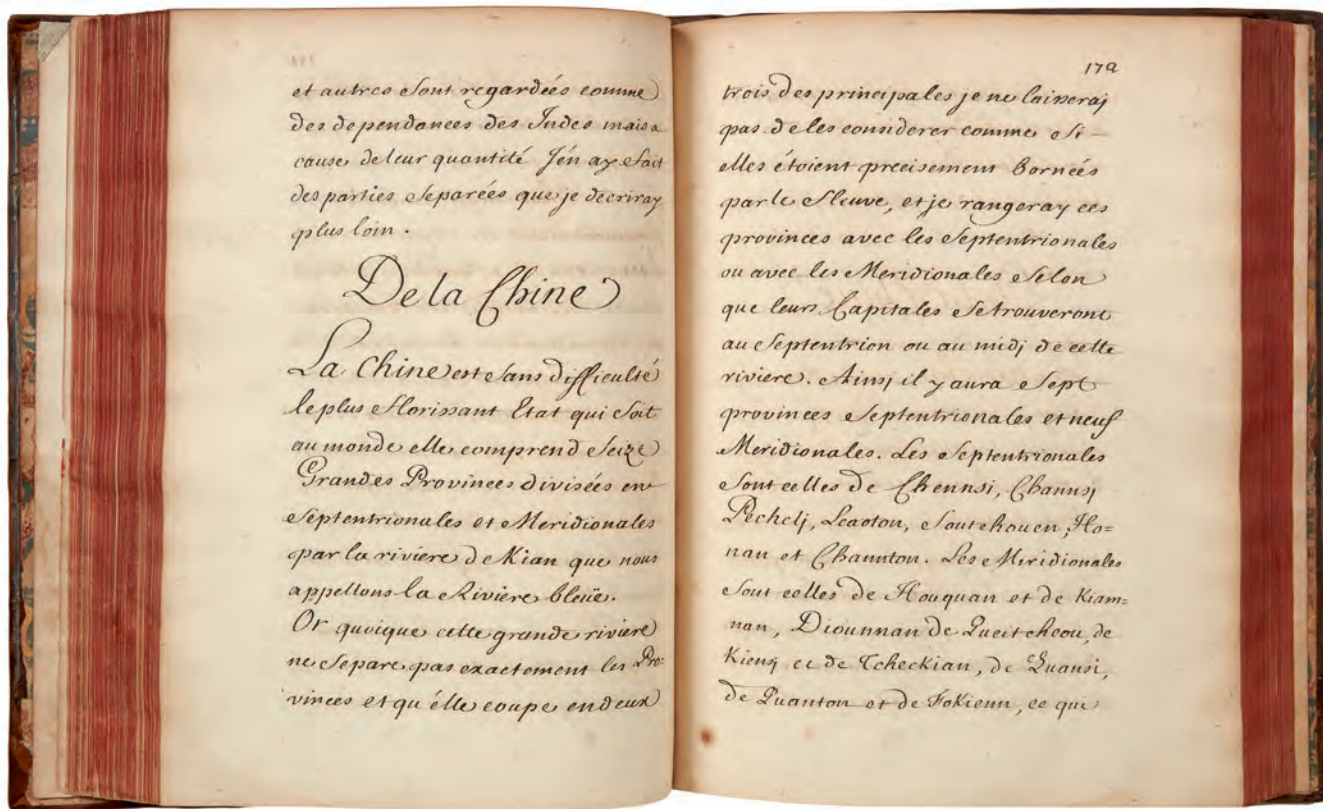 et autres sont regardées comme
des dependances des Indes mais a
cause de leur quantité J'én ay fait
des parties separées que je decriray
plus loin.
De la Chine
La Chine est sans difficulté
le plus florissant Etat qui soit
au monde elle comprend seize
Grandes Provinces divisées en
septentrionales et Meridionales
par la riviere de Kian que nous
appellons la Riviere bleüe.
Or quoique cette grande riviere
ne separe pas exactement les Pro=
vinces et qu'élle coupe en deux
172
trois des principales je ne laisseraj
pas de les considerer comme si
elles étoient precisement Bornées
par le fleuve, et je rangeray ces
provinces avec les septentrionales
ou avec les Meridionales selon
que leurs Capitales se trouveront
au septentrion ou au midj de cette
riviere. Ainsj il y aura sept
provinces septentrionales et neuf
Meridionales. Les septentrionales
sont celles de Chennsi, Channsj
Pechelj, Leaoton, soutchouen, Ho=
nan et Channton. Les Meridionales
sont celles de Houquan et de Kiam=
nan, Diounnan de Queitcheou, de
Kiensj et de Tcheckian, de Quansi,
de Quanton et de Fokienn, ce qui